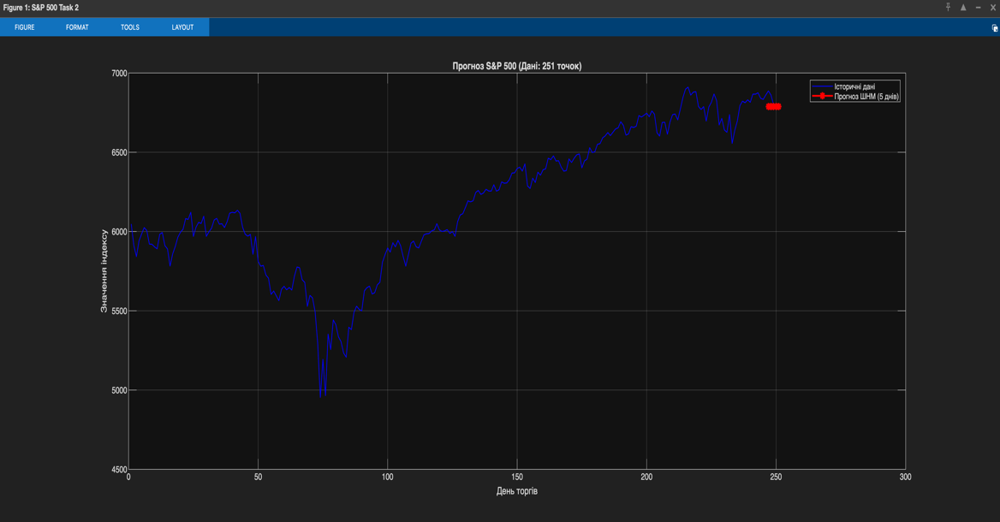 Figure 1: S&P 500 Task 2
FIGURE FORMAT TOOLS LAYOUT
Прогноз S&P 500 (Дані: 251 точок)
Історичні дані
Прогноз ШНМ (5 днів)
Значення індексу
7000
6500
6000
5500
5000
4500
0 50 100 150 200 250 300
День торгів